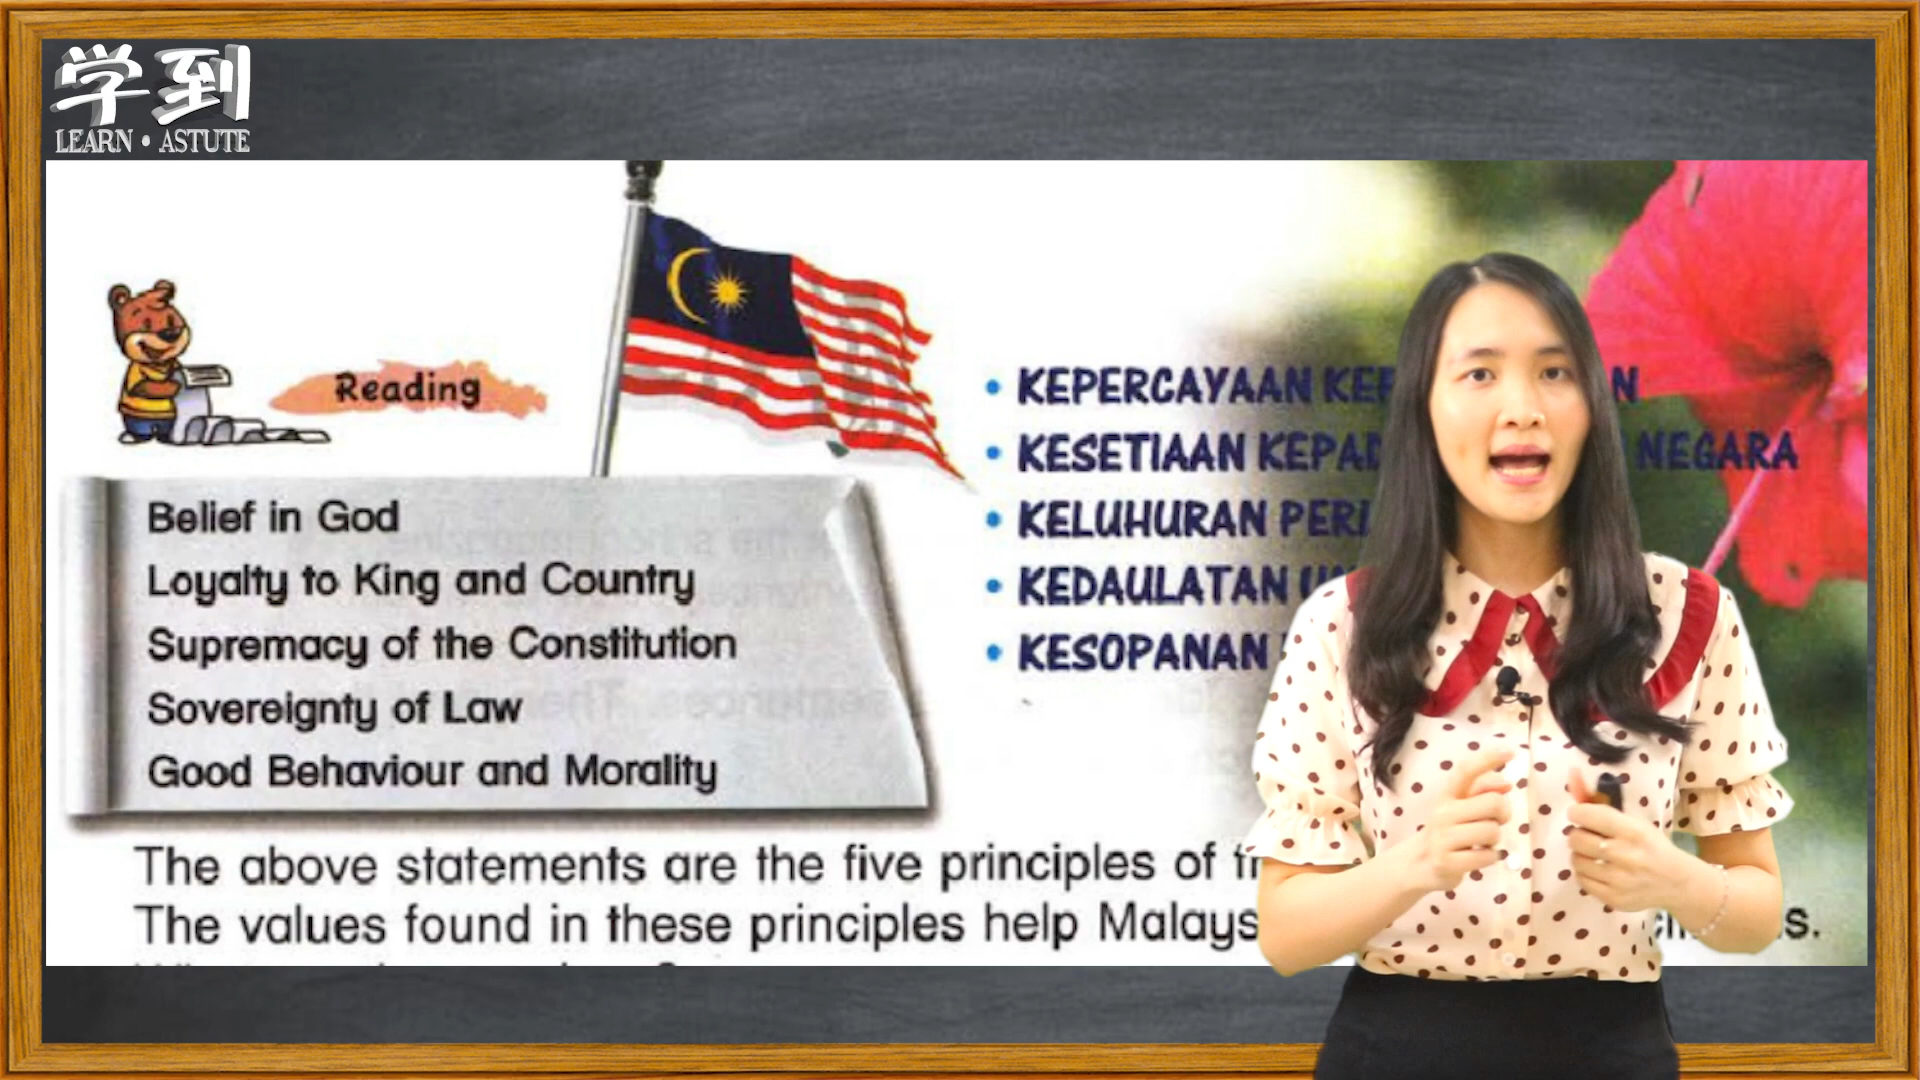 学到
LEARN • ASTUTE
Reading
Belief in God
Loyalty to King and Country
Supremacy of the Constitution
Sovereignty of Law
Good Behaviour and Morality
• KEPERCAYAAN
• KESETIAAN NEGARA
• KELUHURAN
• KEDAULATAN
• KESOPANAN
The above statements are the five principles of
The values found in these principles help